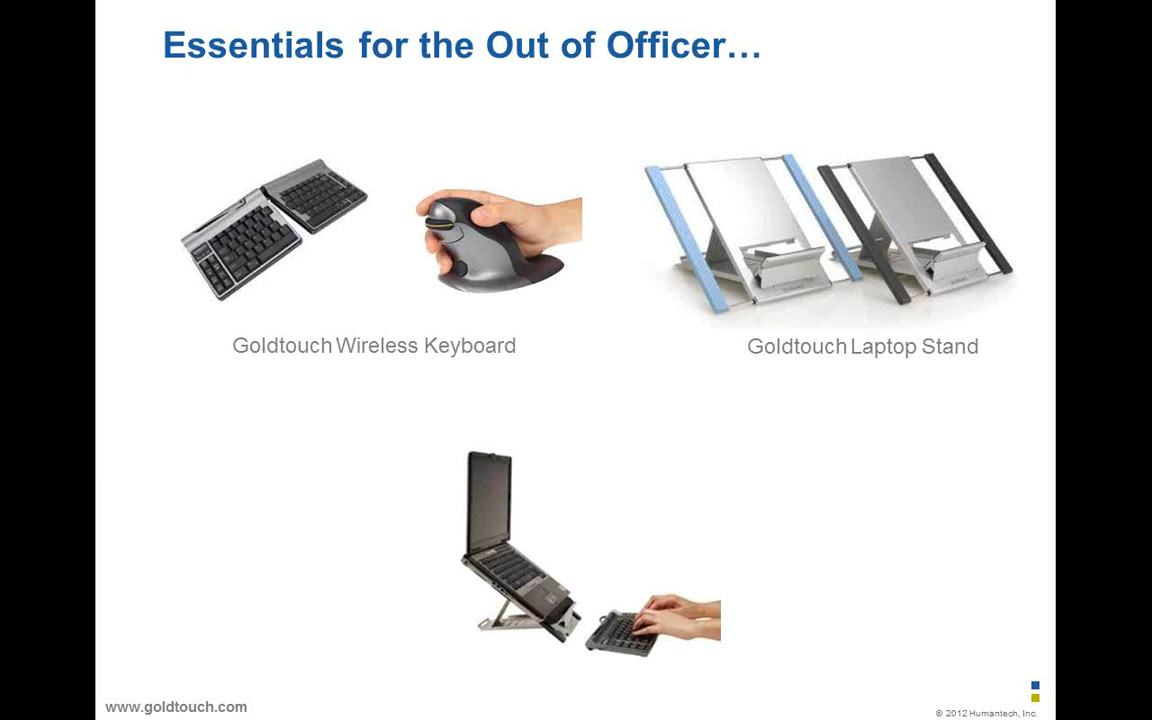 Essentials for the Out of Officer…
Goldtouch Wireless Keyboard
Goldtouch Laptop Stand
www.goldtouch.com
© 2012 Humantech, Inc.